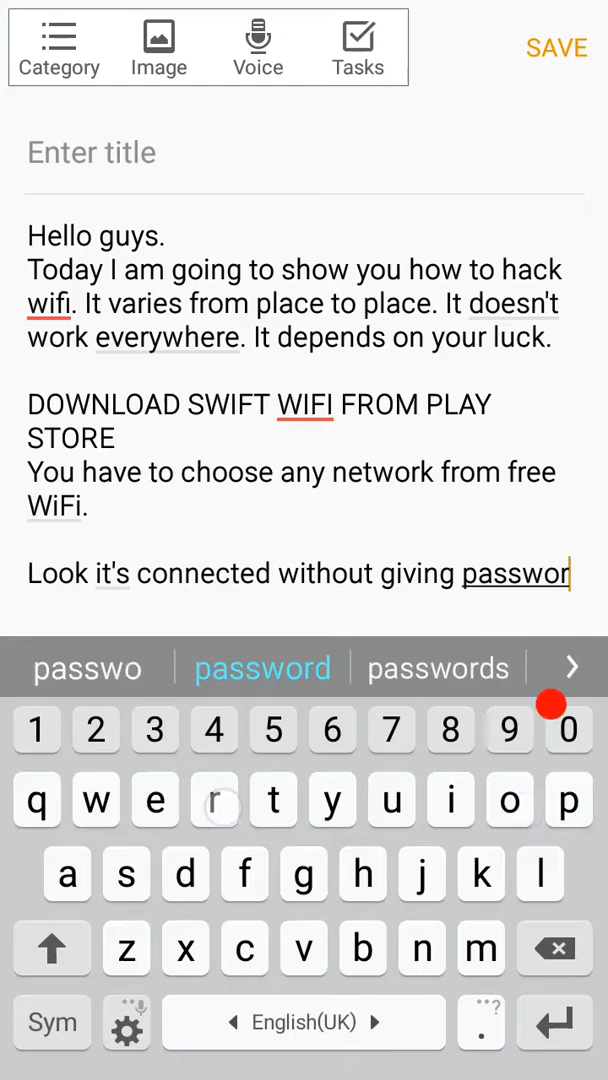 Category Image Voice Tasks SAVE
Enter title
Hello guys.
Today I am going to show you how to hack
wifi. It varies from place to place. It doesn't
work everywhere. It depends on your luck.
DOWNLOAD SWIFT WIFI FROM PLAY
STORE
You have to choose any network from free
WiFi.
Look it's connected without giving passwor
passwo password passwords
1 2 3 4 5 6 7 8 9 0
q w e r t y u i o p
a s d f g h j k l
z x c v b n m
Sym English(UK) . ?